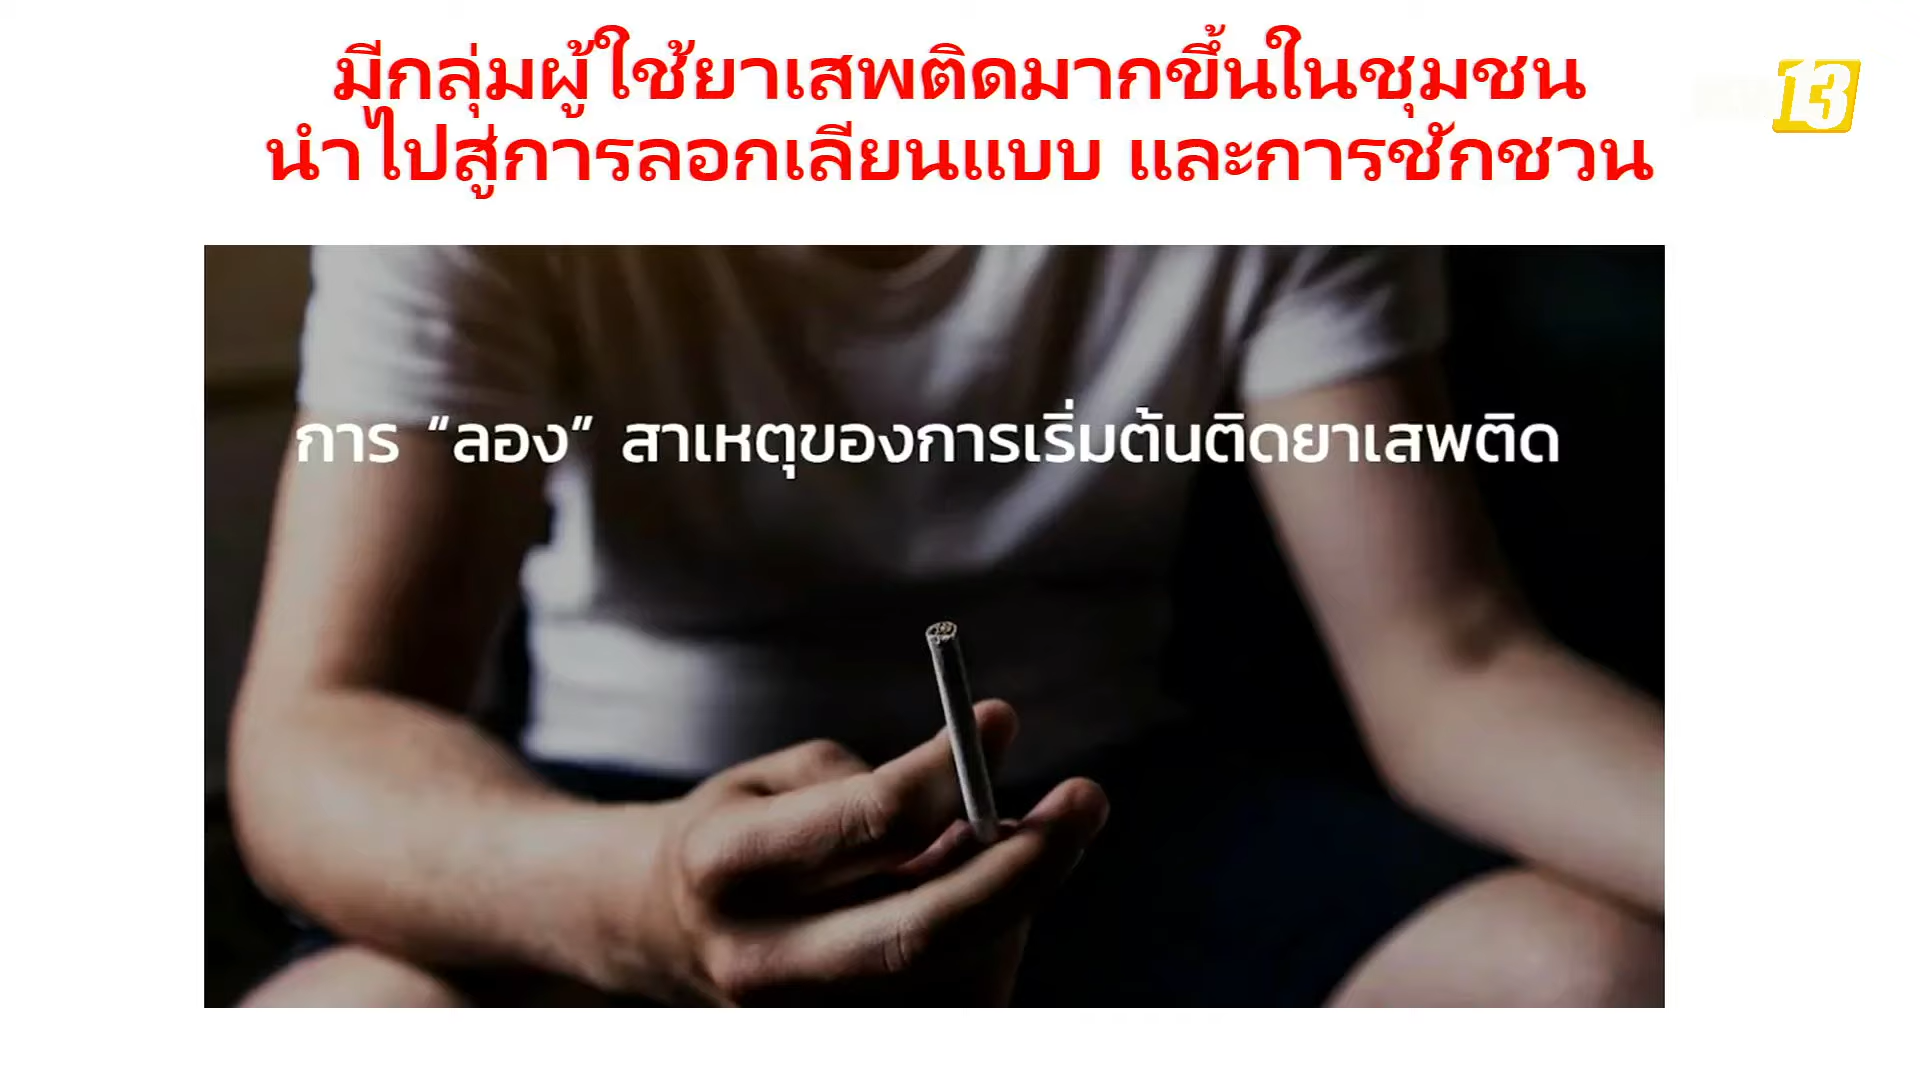 มีกลุ่มผู้ใช้ยาเสพติดมากขึ้นในชุมชน
นำไปสู่การลอกเลียนแบบ และการชักชวน
13
การ “ลอง” สาเหตุของการเริ่มต้นติดยาเสพติด